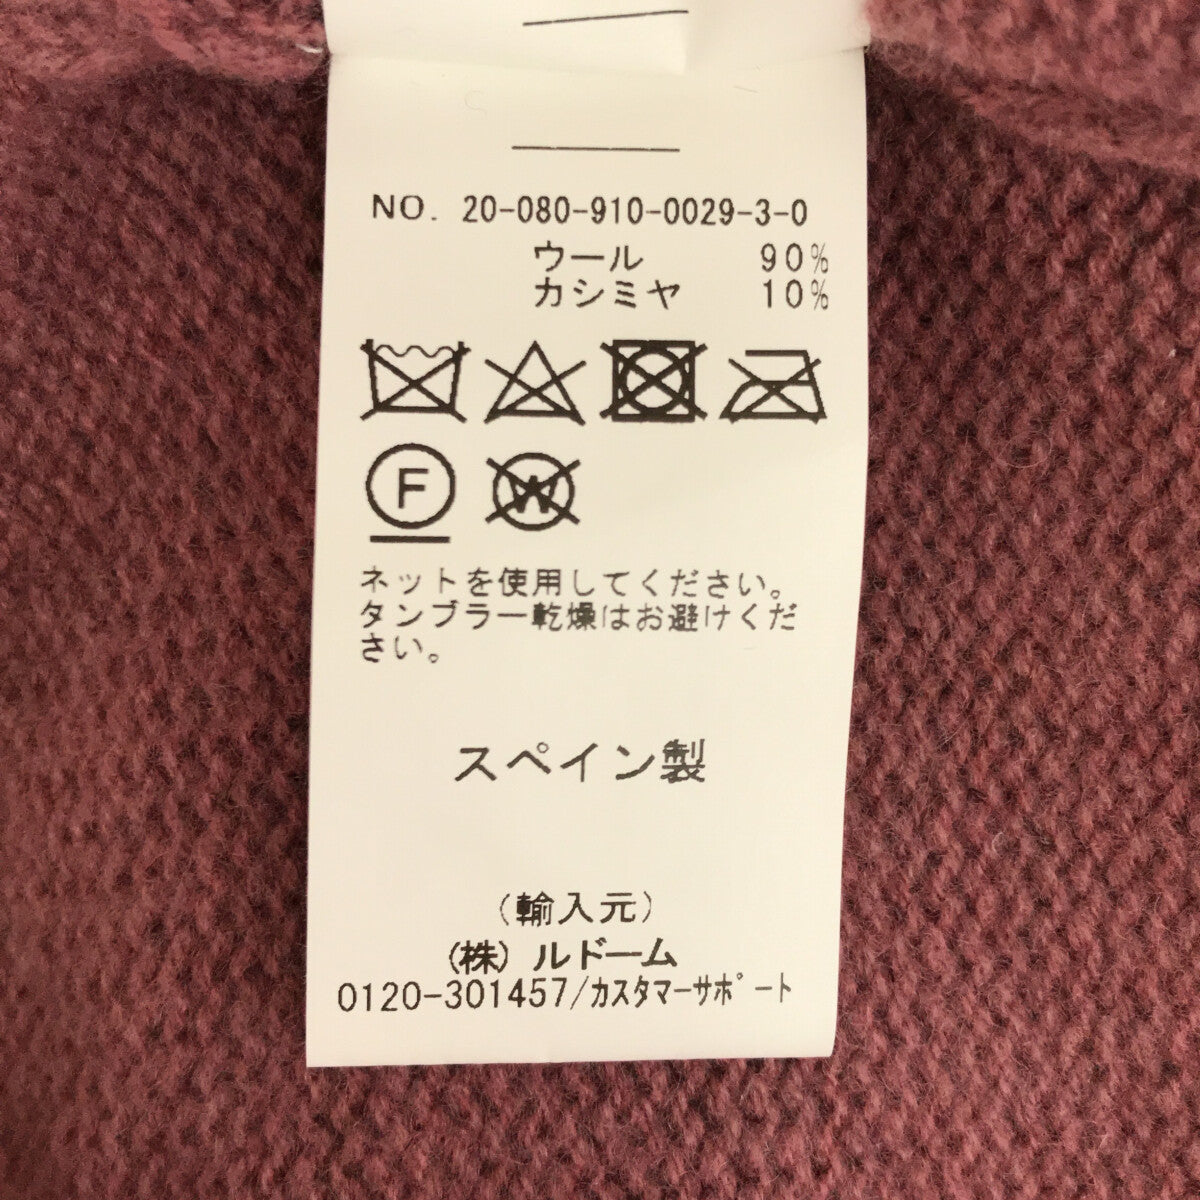 NO. 20-080-910-0029-3-0
ウール 90%
カシミヤ 10%
F
W
ネットを使用してください。
タンブラー乾燥はお避けくだ
さい。
スペイン製
(輸入元)
(株) ルドーム
0120-301457/カスタマーサポート